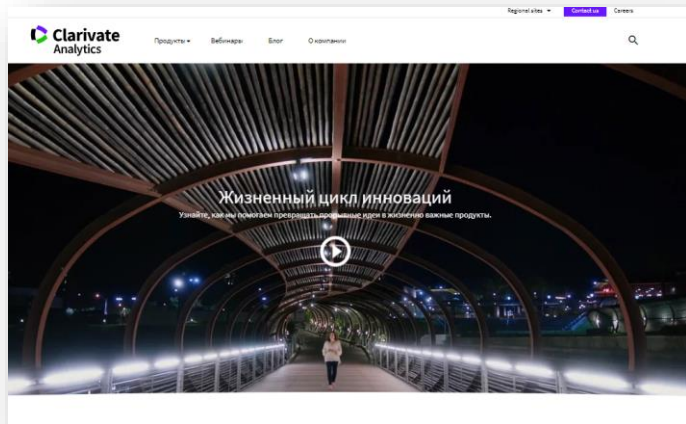 Regional sites
Contact us
Careers
Clarivate
Analytics
Продукты
Вебинары
Блог
О компании
Жизненный цикл инноваций
Узнайте, как мы помогаем превращать прорывные идеи в жизненно важные продукты.